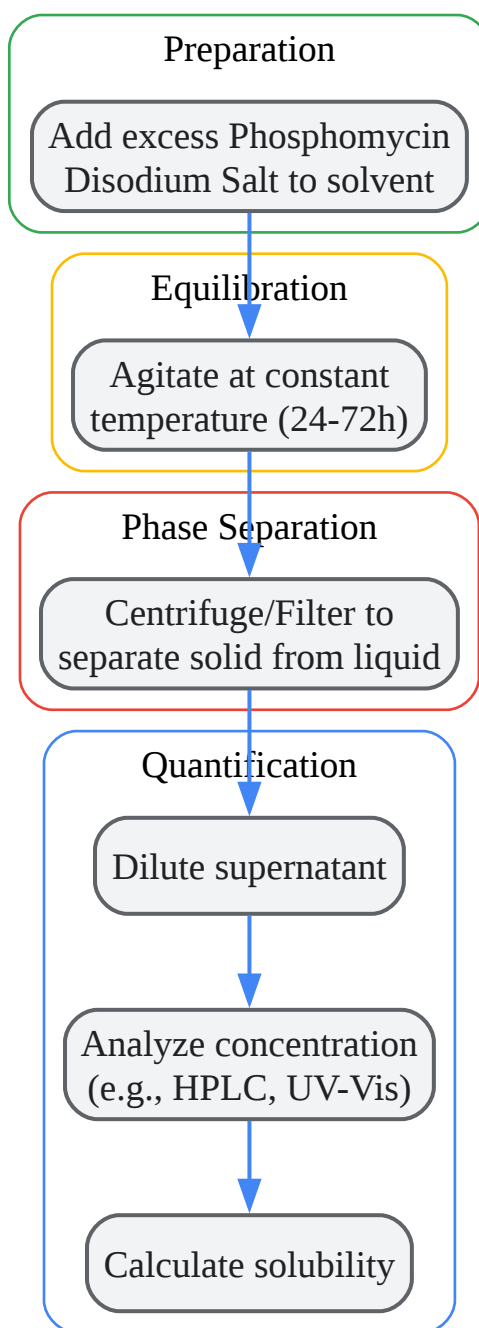 Preparation
Add excess Phosphomycin
Disodium Salt to solvent
Equilibration
Agitate at constant
temperature (24-72h)
Phase Separation
Centrifuge/Filter to
separate solid from liquid
Quantification
Dilute supernatant
Analyze concentration
(e.g., HPLC, UV-Vis)
Calculate solubility